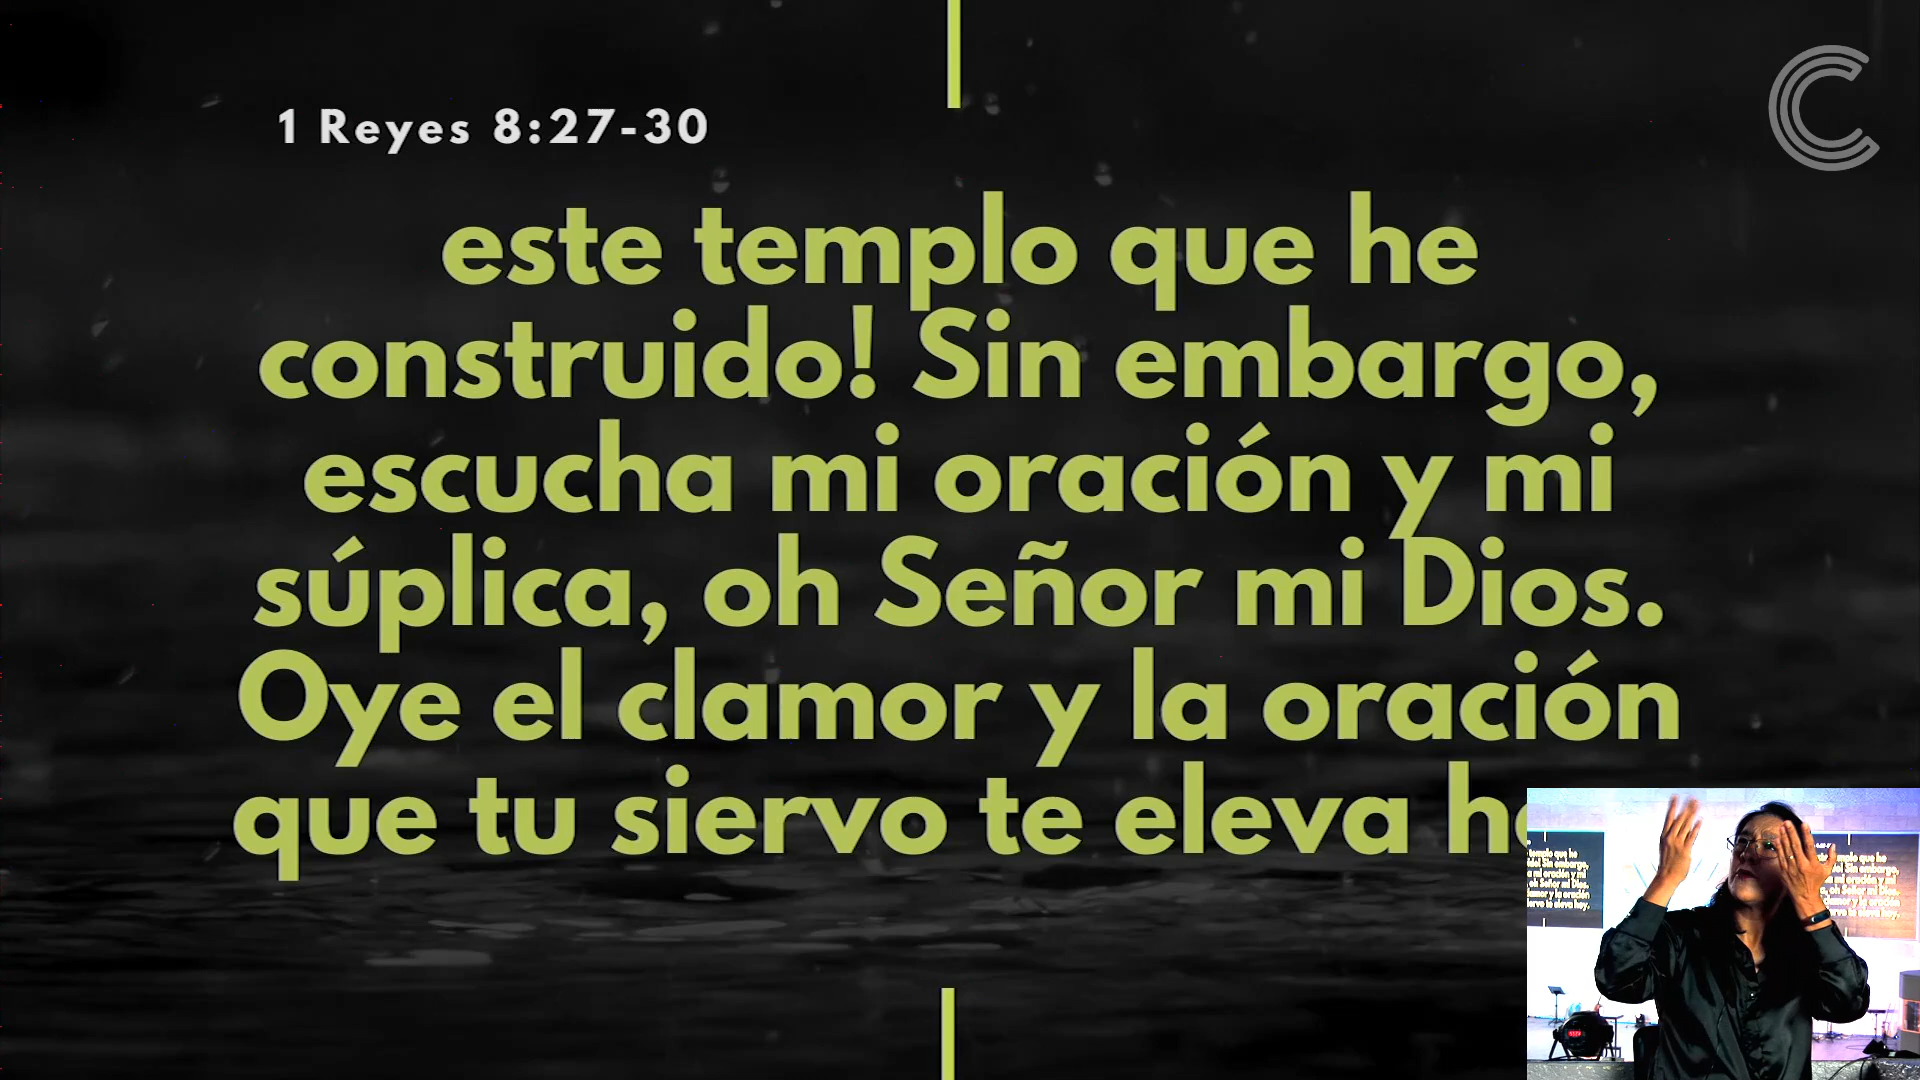 1 Reyes 8:27-30
este templo que he
construido! Sin embargo,
escucha mi oración y mi
súplica, oh Señor mi Dios.
Oye el clamor y la oración
que tu siervo te eleva